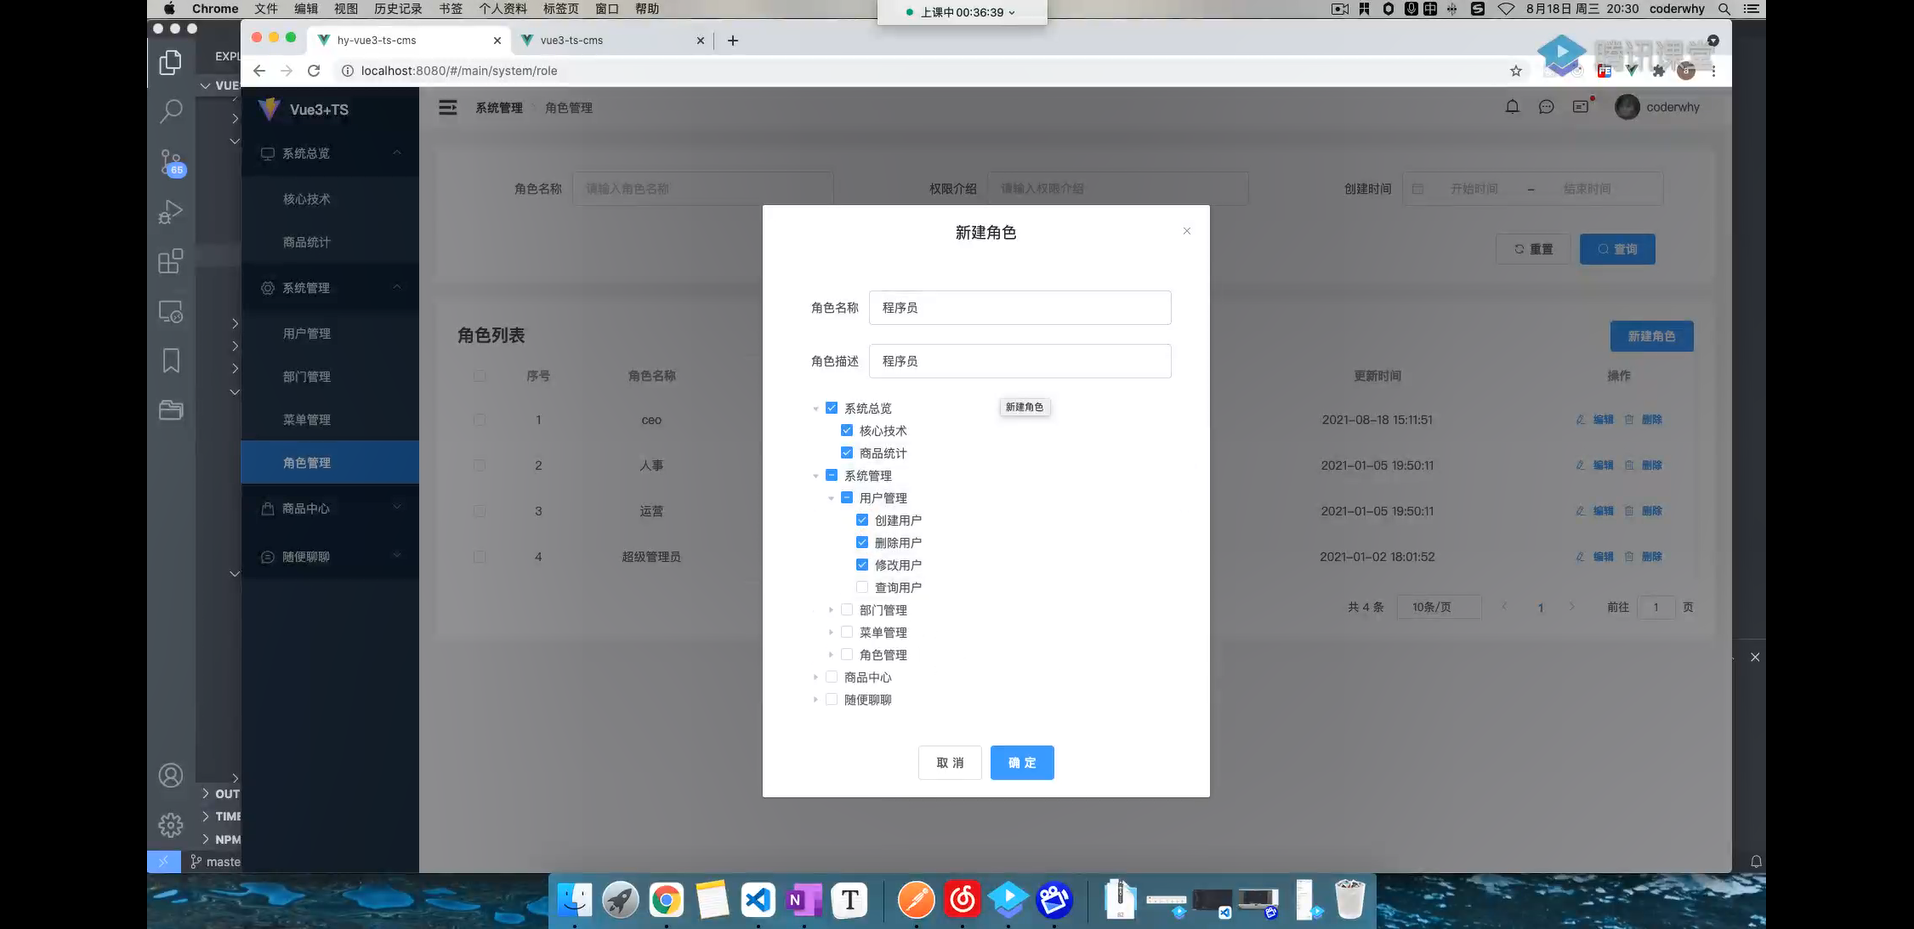 Chrome 文件 编辑 视图 历史记录 书签 个人资料 标签页 窗口 帮助
上课中00:36:39
8月18日 周三 20:30 coderwhy
hy-vue3-ts-cms
vue3-ts-cms
腾讯课堂
localhost:8080/#/main/system/role
EXPL
VUE
65
Vue3+TS
系统管理 角色管理
coderwhy
系统总览
核心技术
商品统计
系统管理
用户管理
部门管理
菜单管理
角色管理
商品中心
随便聊聊
角色名称 请输入角色名称
权限介绍 请输入权限介绍
创建时间 开始时间 – 结束时间
重置 查询
角色列表
新建角色
序号 角色名称 更新时间 操作
1 ceo 2021-08-18 15:11:51 编辑 删除
2 人事 2021-01-05 19:50:11 编辑 删除
3 运营 2021-01-05 19:50:11 编辑 删除
4 超级管理员 2021-01-02 18:01:52 编辑 删除
共 4 条 10条/页 1 前往 1 页
新建角色
角色名称 程序员
角色描述 程序员
新建角色
系统总览
核心技术
商品统计
系统管理
用户管理
创建用户
删除用户
修改用户
查询用户
部门管理
菜单管理
角色管理
商品中心
随便聊聊
取 消 确 定
OUT
TIME
NPM
maste